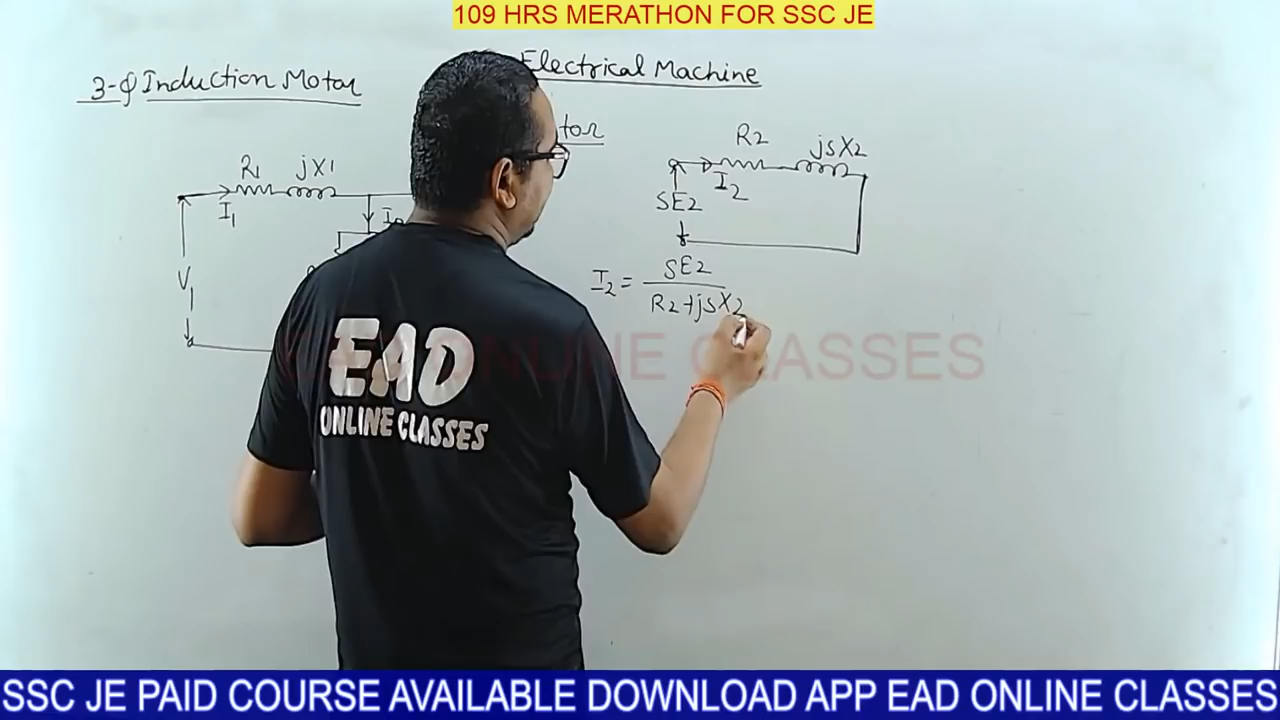 109 HRS MERATHON FOR SSC JE
3-Φ Induction Motor
Electrical Machine
R1
jX1
I1
V1
R2
jsX2
I2
SE2
I2 = SE2
R2+jsX2
EAD
ONLINE CLASSES
SSC JE PAID COURSE AVAILABLE DOWNLOAD APP EAD ONLINE CLASSES